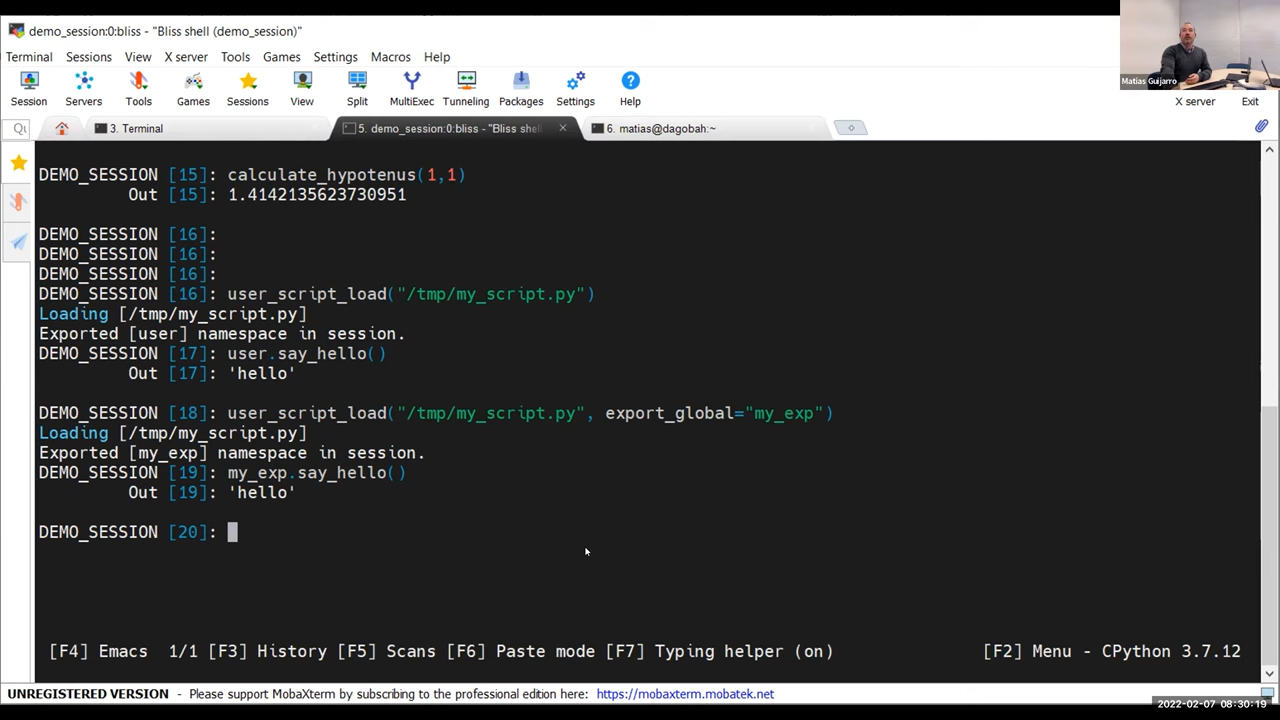 demo_session:0:bliss - "Bliss shell (demo_session)"
Terminal Sessions View X server Tools Games Settings Macros Help
Session Servers Tools Games Sessions View Split MultiExec Tunneling Packages Settings Help
Matias Guijarro
X server Exit
3. Terminal
5. demo_session:0:bliss - "Bliss shell
6. matias@dagobah:~
DEMO_SESSION [15]: calculate_hypotenus(1,1)
Out [15]: 1.4142135623730951
DEMO_SESSION [16]:
DEMO_SESSION [16]:
DEMO_SESSION [16]:
DEMO_SESSION [16]: user_script_load("/tmp/my_script.py")
Loading [/tmp/my_script.py]
Exported [user] namespace in session.
DEMO_SESSION [17]: user.say_hello()
Out [17]: 'hello'
DEMO_SESSION [18]: user_script_load("/tmp/my_script.py", export_global="my_exp")
Loading [/tmp/my_script.py]
Exported [my_exp] namespace in session.
DEMO_SESSION [19]: my_exp.say_hello()
Out [19]: 'hello'
DEMO_SESSION [20]:
[F4] Emacs 1/1 [F3] History [F5] Scans [F6] Paste mode [F7] Typing helper (on) [F2] Menu - CPython 3.7.12
UNREGISTERED VERSION - Please support MobaXterm by subscribing to the professional edition here: https://mobaxterm.mobatek.net
2022-02-07 08:30:19